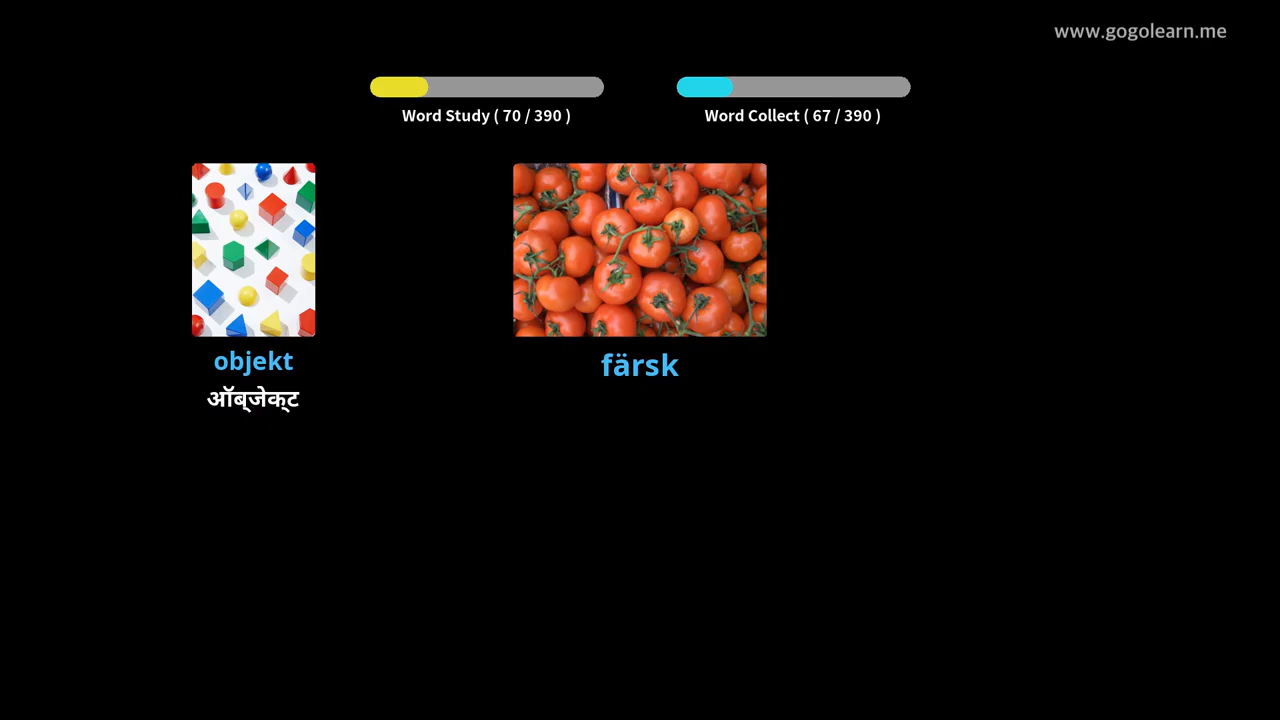 www.gogolearn.me
Word Study ( 70 / 390 )
Word Collect ( 67 / 390 )
objekt
ऑब्जेक्ट
färsk